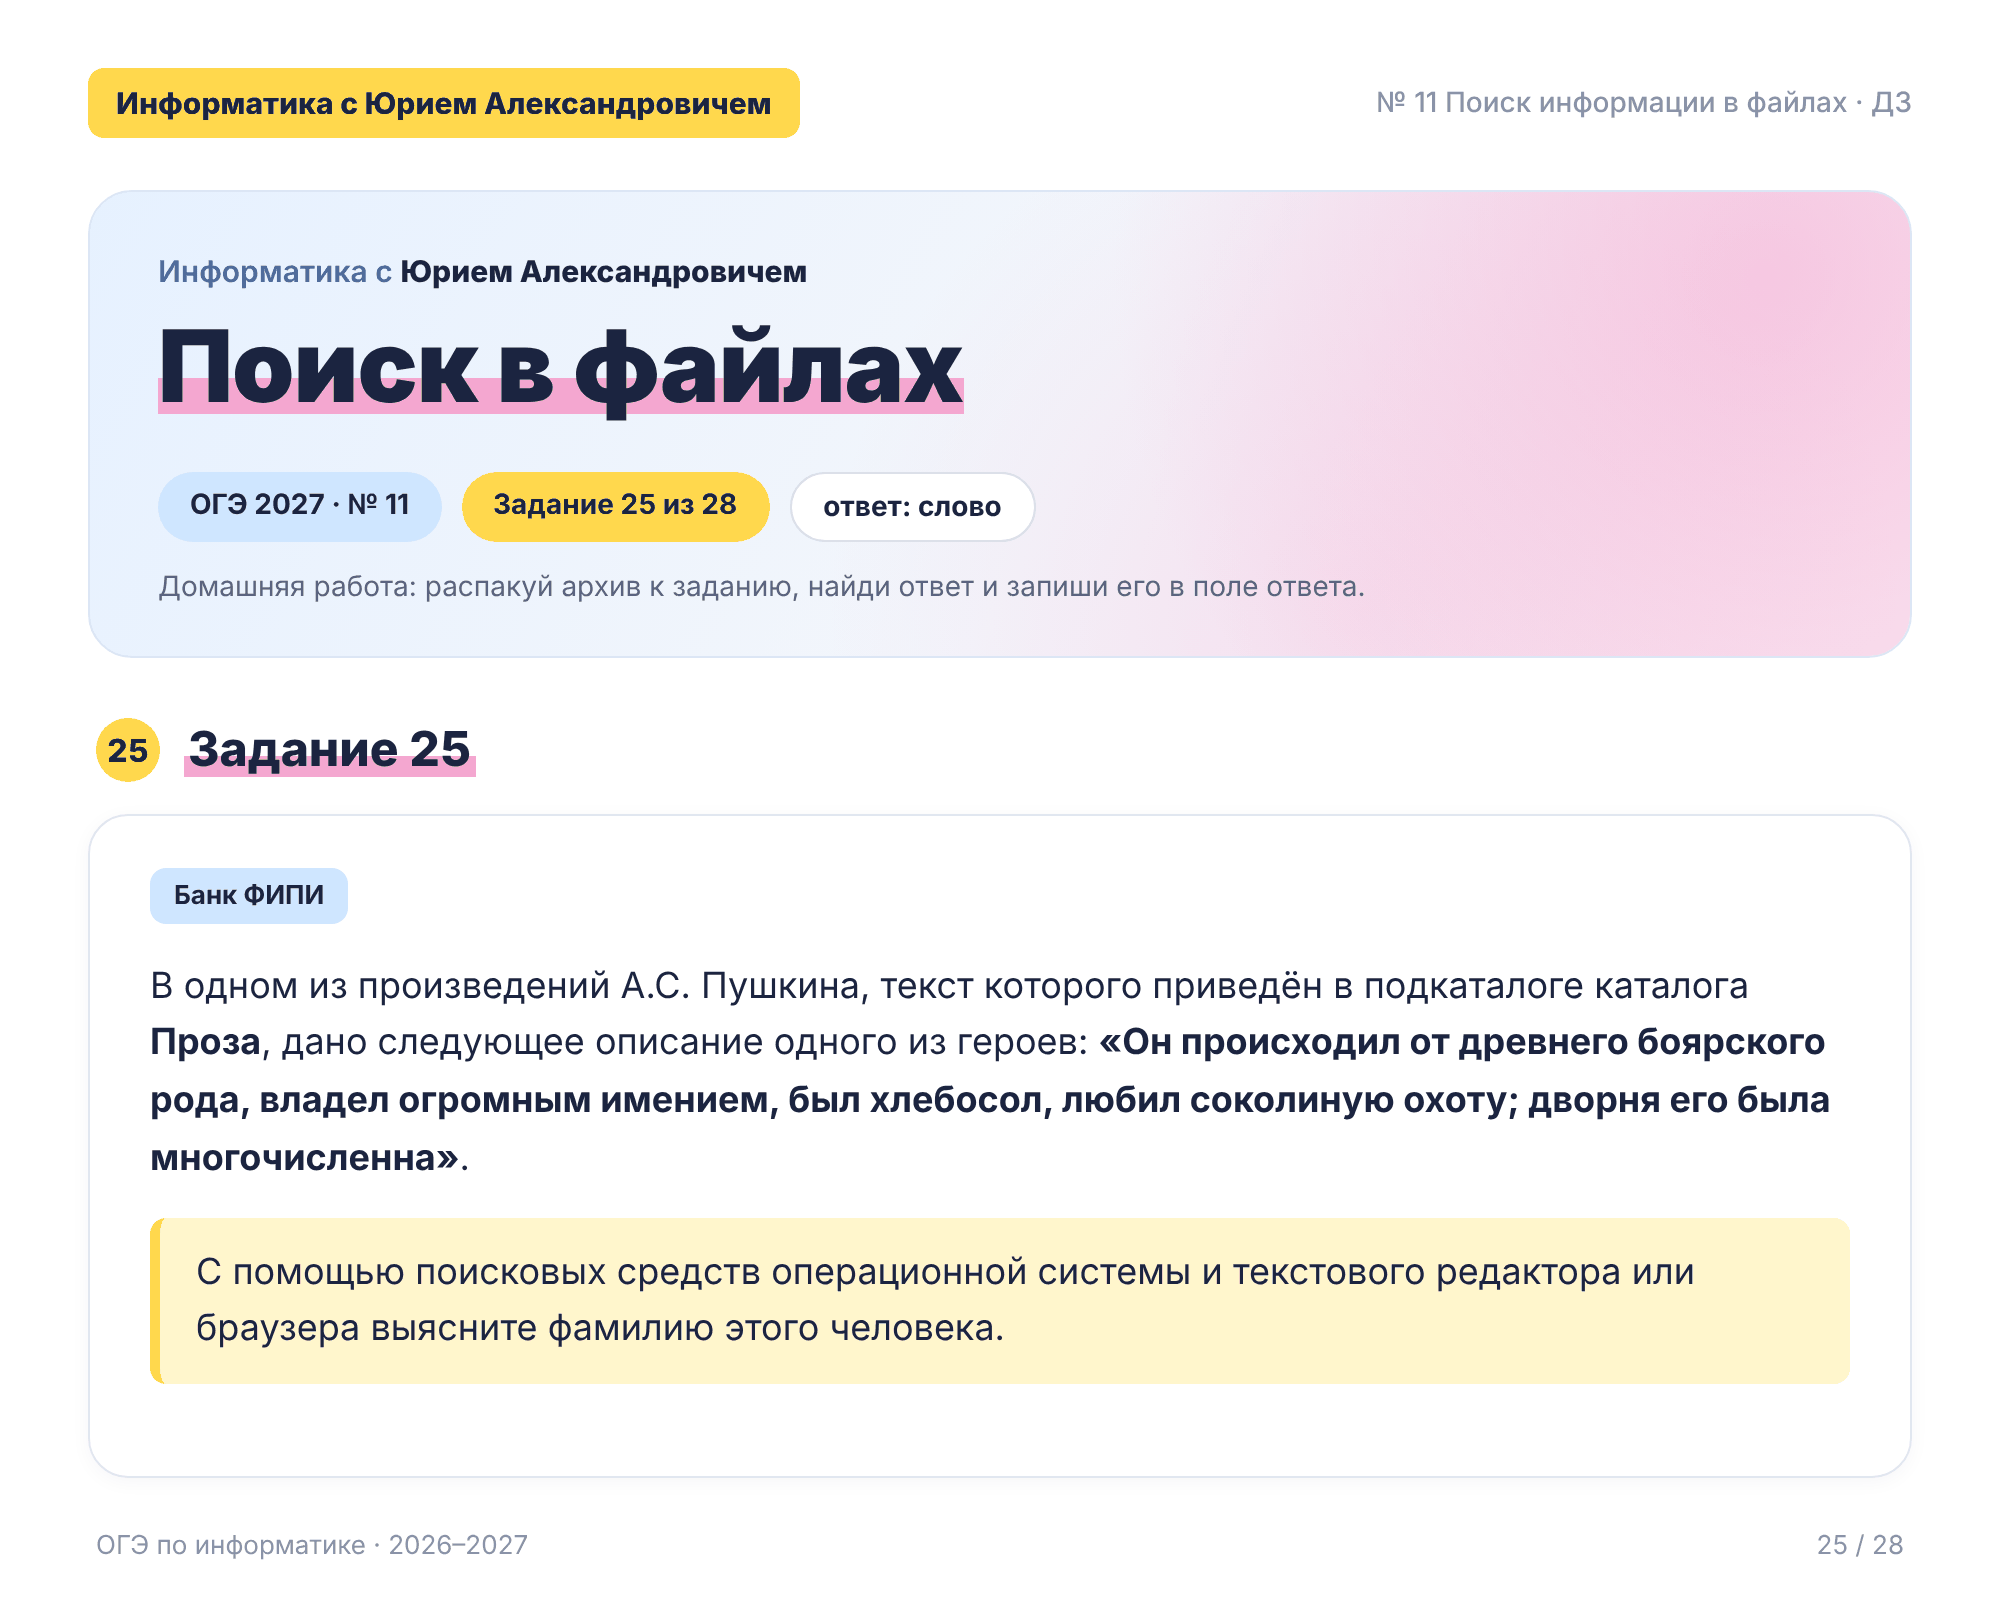 Информатика с Юрием Александровичем
№ 11 Поиск информации в файлах · ДЗ
Информатика с Юрием Александровичем
Поиск в файлах
ОГЭ 2027 · № 11
Задание 25 из 28
ответ: слово
Домашняя работа: распакуй архив к заданию, найди ответ и запиши его в поле ответа.
25 Задание 25
Банк ФИПИ
В одном из произведений А.С. Пушкина, текст которого приведён в подкаталоге каталога
Проза, дано следующее описание одного из героев: «Он происходил от древнего боярского
рода, владел огромным имением, был хлебосол, любил соколиную охоту; дворня его была
многочисленна».
С помощью поисковых средств операционной системы и текстового редактора или
браузера выясните фамилию этого человека.
ОГЭ по информатике · 2026–2027
25 / 28